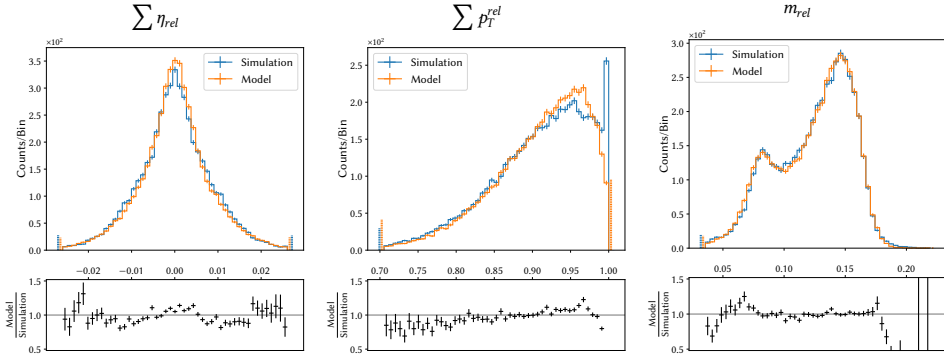 ∑ η_rel
×10²
3.5
3.0
2.5
2.0
1.5
1.0
0.5
Counts/Bin
Simulation
Model
−0.02 −0.01 0.00 0.01 0.02
Model
Simulation
1.5
1.0
0.5
∑ p_T^rel
×10²
2.5
2.0
1.5
1.0
0.5
Counts/Bin
Simulation
Model
0.70 0.75 0.80 0.85 0.90 0.95 1.00
Model
Simulation
1.5
1.0
0.5
m_rel
×10²
3.0
2.5
2.0
1.5
1.0
0.5
0.0
Counts/Bin
Simulation
Model
0.05 0.10 0.15 0.20
Model
Simulation
1.5
1.0
0.5